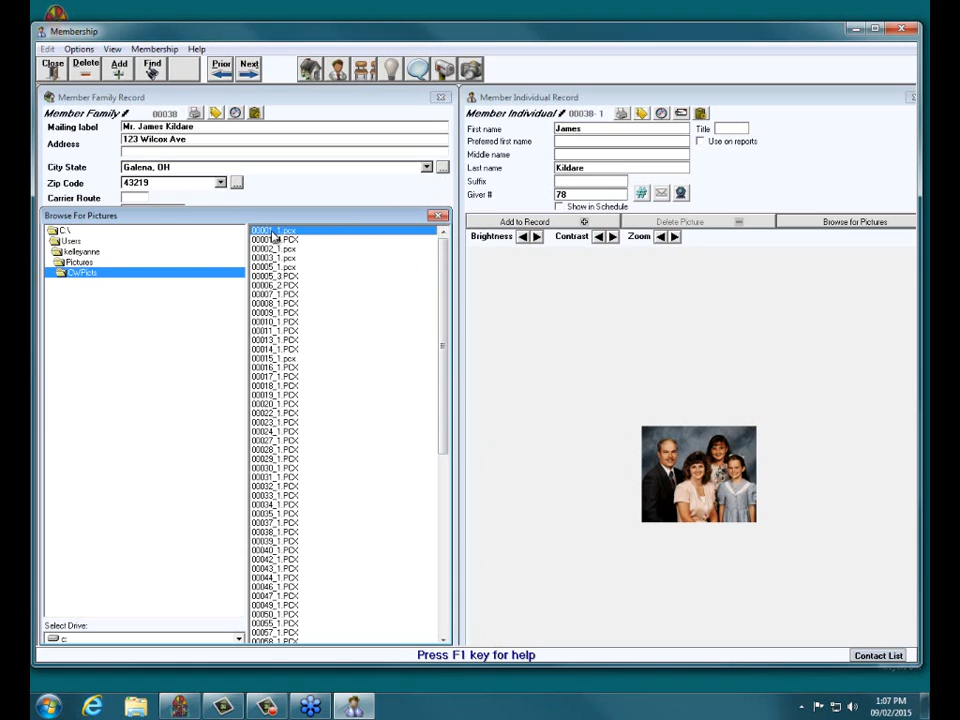 Membership
Edit Options View Membership Help
Close Delete Add Find Prior Next
Member Family Record
Member Family # 00038
Mailing label Mr. James Kildare
Address 123 Wilcox Ave
City State Galena, OH
Zip Code 43219
Carrier Route
Browse For Pictures
C:\
Users
kelleyanne
Pictures
CWPicts
00001_1.pcx
00002_1.pcx
00003_1.pcx
00005_1.pcx
00005_3.PCX
00006_2.PCX
00007_1.PCX
00008_1.PCX
00009_1.PCX
00010_1.PCX
00011_1.PCX
00013_1.PCX
00014_1.PCX
00015_1.pcx
00016_1.PCX
00017_1.PCX
00018_1.PCX
00019_1.PCX
00020_1.PCX
00022_1.PCX
00023_1.PCX
00024_1.PCX
00027_1.PCX
00028_1.PCX
00029_1.PCX
00030_1.PCX
00031_1.PCX
00032_1.PCX
00033_1.PCX
00034_1.PCX
00035_1.PCX
00037_1.PCX
00038_1.PCX
00039_1.PCX
00040_1.PCX
00042_1.PCX
00043_1.PCX
00044_1.PCX
00046_1.PCX
00047_1.PCX
00049_1.PCX
00050_1.PCX
00055_1.PCX
00057_1.PCX
00058_1.PCX
Select Drive:
c:
Member Individual Record
Member Individual # 00038- 1
First name James Title
Preferred first name Use on reports
Middle name
Last name Kildare
Suffix
Giver # 78
Show in Schedule
Add to Record Delete Picture Browse for Pictures
Brightness Contrast Zoom
Press F1 key for help
Contact List
1:07 PM
09/02/2015